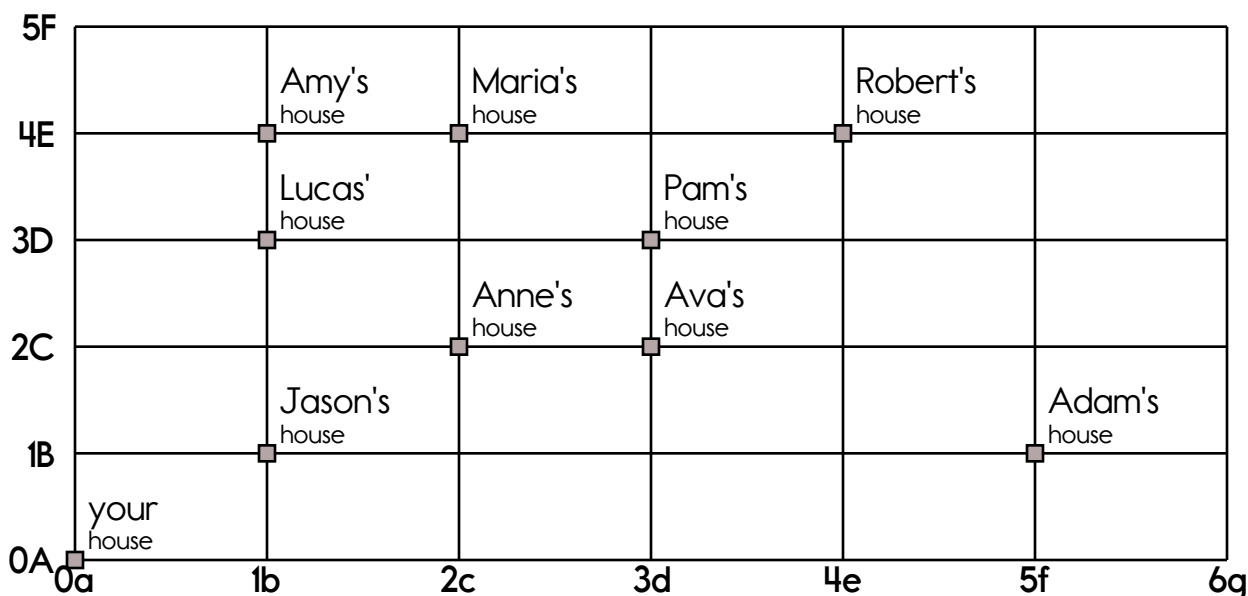 5F
Amy's
house
Maria's
house
Robert's
house
4E
Lucas'
house
Pam's
house
3D
Anne's
house
Ava's
house
2C
Jason's
house
Adam's
house
1B
your
house
0A
0a 1b 2c 3d 4e 5f 6g